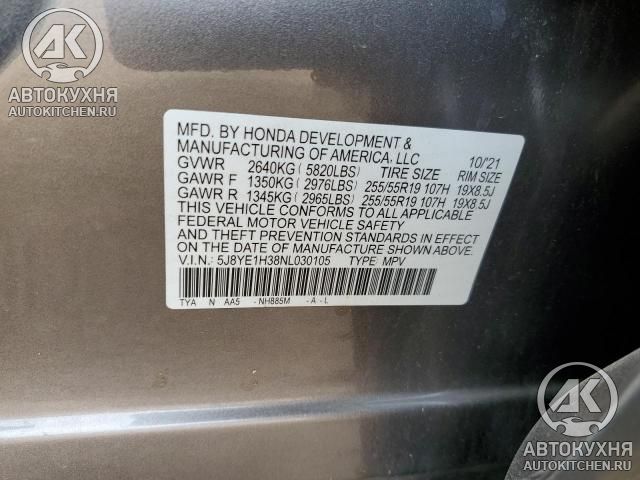 AK
АВТОКУХНЯ
AUTOKITCHEN.RU
MFD. BY HONDA DEVELOPMENT &
MANUFACTURING OF AMERICA, LLC 10/'21
GVWR 2640KG (5820LBS) TIRE SIZE RIM SIZE
GAWR F 1350KG (2976LBS) 255/55R19 107H 19X8.5J
GAWR R 1345KG (2965LBS) 255/55R19 107H 19X8.5J
THIS VEHICLE CONFORMS TO ALL APPLICABLE
FEDERAL MOTOR VEHICLE SAFETY
AND THEFT PREVENTION STANDARDS IN EFFECT
ON THE DATE OF MANUFACTURE SHOWN ABOVE.
V.I.N.: 5J8YE1H38NL030105 TYPE: MPV
TYA N AA5 -NH885M -A -L
AK
АВТОКУХНЯ
AUTOKITCHEN.RU